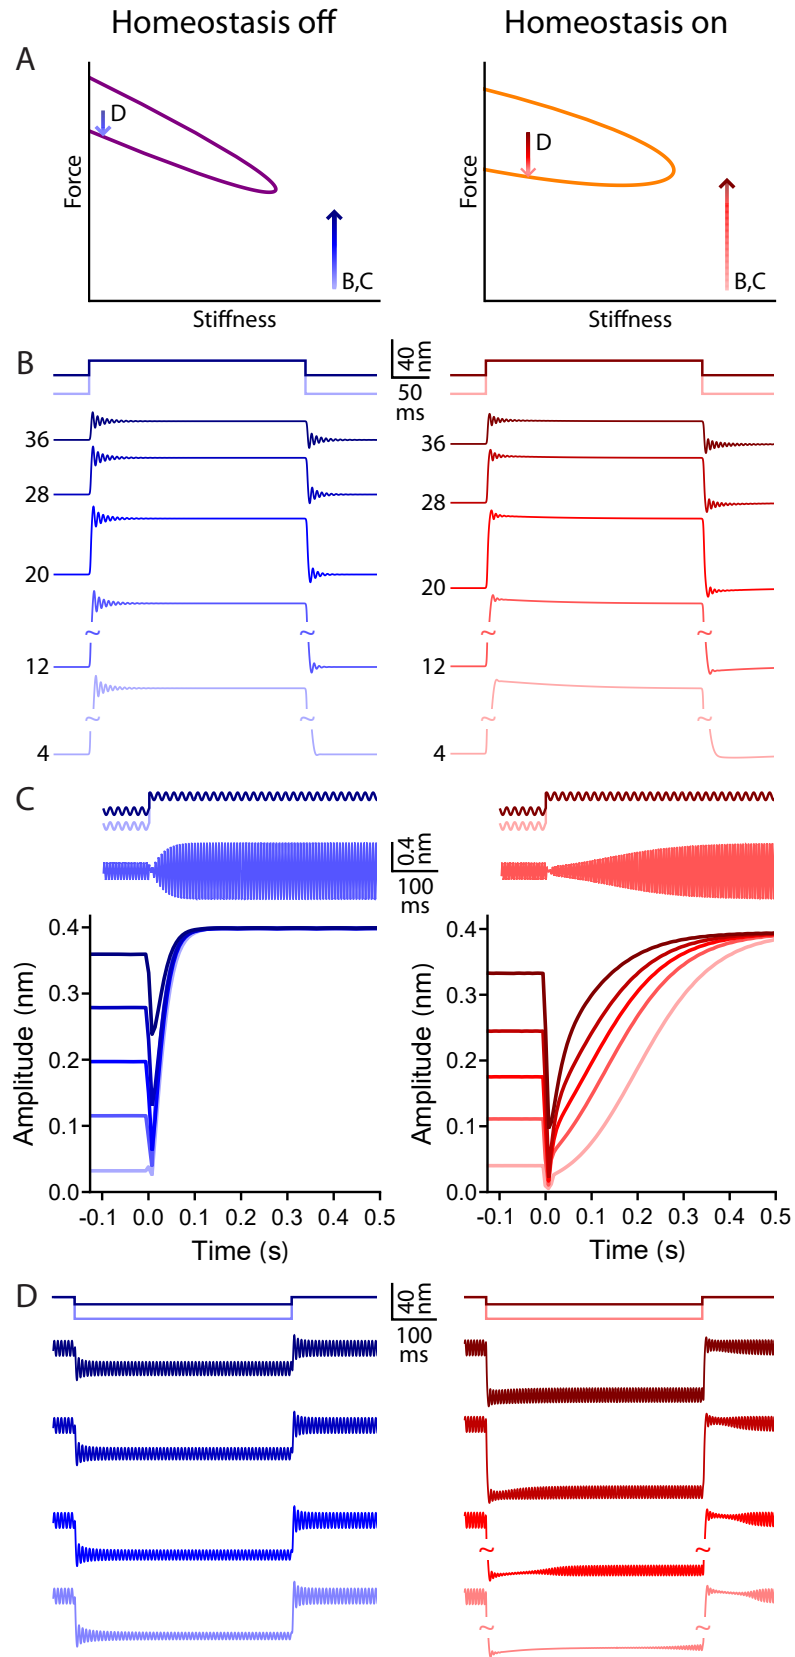 Homeostasis off
Homeostasis on
A
Force
D
B,C
Stiffness
Force
D
B,C
Stiffness
B
40 nm
50 ms
36
28
20
~ ~
12
~ ~
4
36
28
20
~ ~
12
~ ~
4
C
0.4 nm
100 ms
Amplitude (nm)
0.4
0.3
0.2
0.1
0.0
-0.1 0.0 0.1 0.2 0.3 0.4 0.5
Time (s)
Amplitude (nm)
0.4
0.3
0.2
0.1
0.0
-0.1 0.0 0.1 0.2 0.3 0.4 0.5
Time (s)
D
40 nm
100 ms
~ ~
~ ~